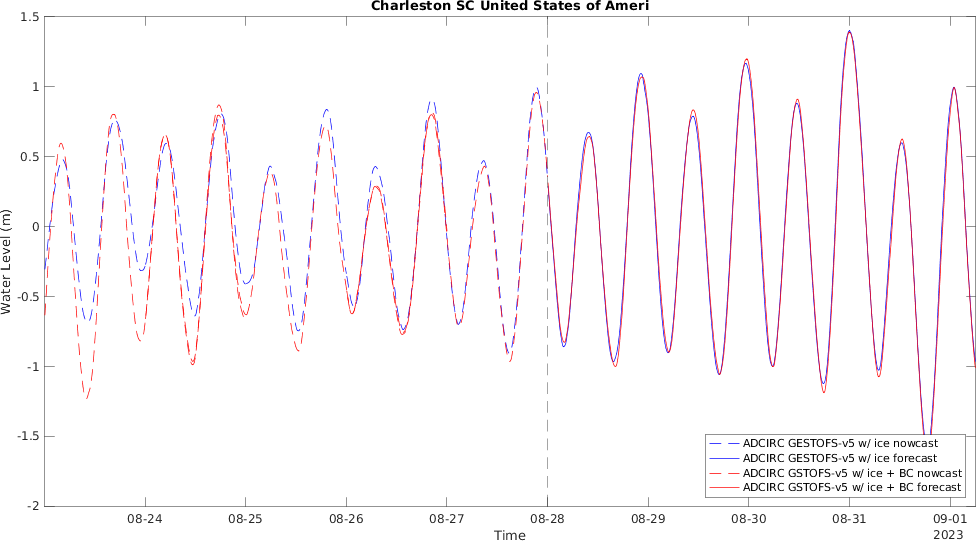 Charleston SC United States of Ameri
1.5
1
0.5
0
-0.5
-1
-1.5
-2
Water Level (m)
ADCIRC GESTOFS-v5 w/ ice nowcast
ADCIRC GESTOFS-v5 w/ ice forecast
ADCIRC GSTOFS-v5 w/ ice + BC nowcast
ADCIRC GSTOFS-v5 w/ ice + BC forecast
08-24 08-25 08-26 08-27 08-28 08-29 08-30 08-31 09-01
2023
Time